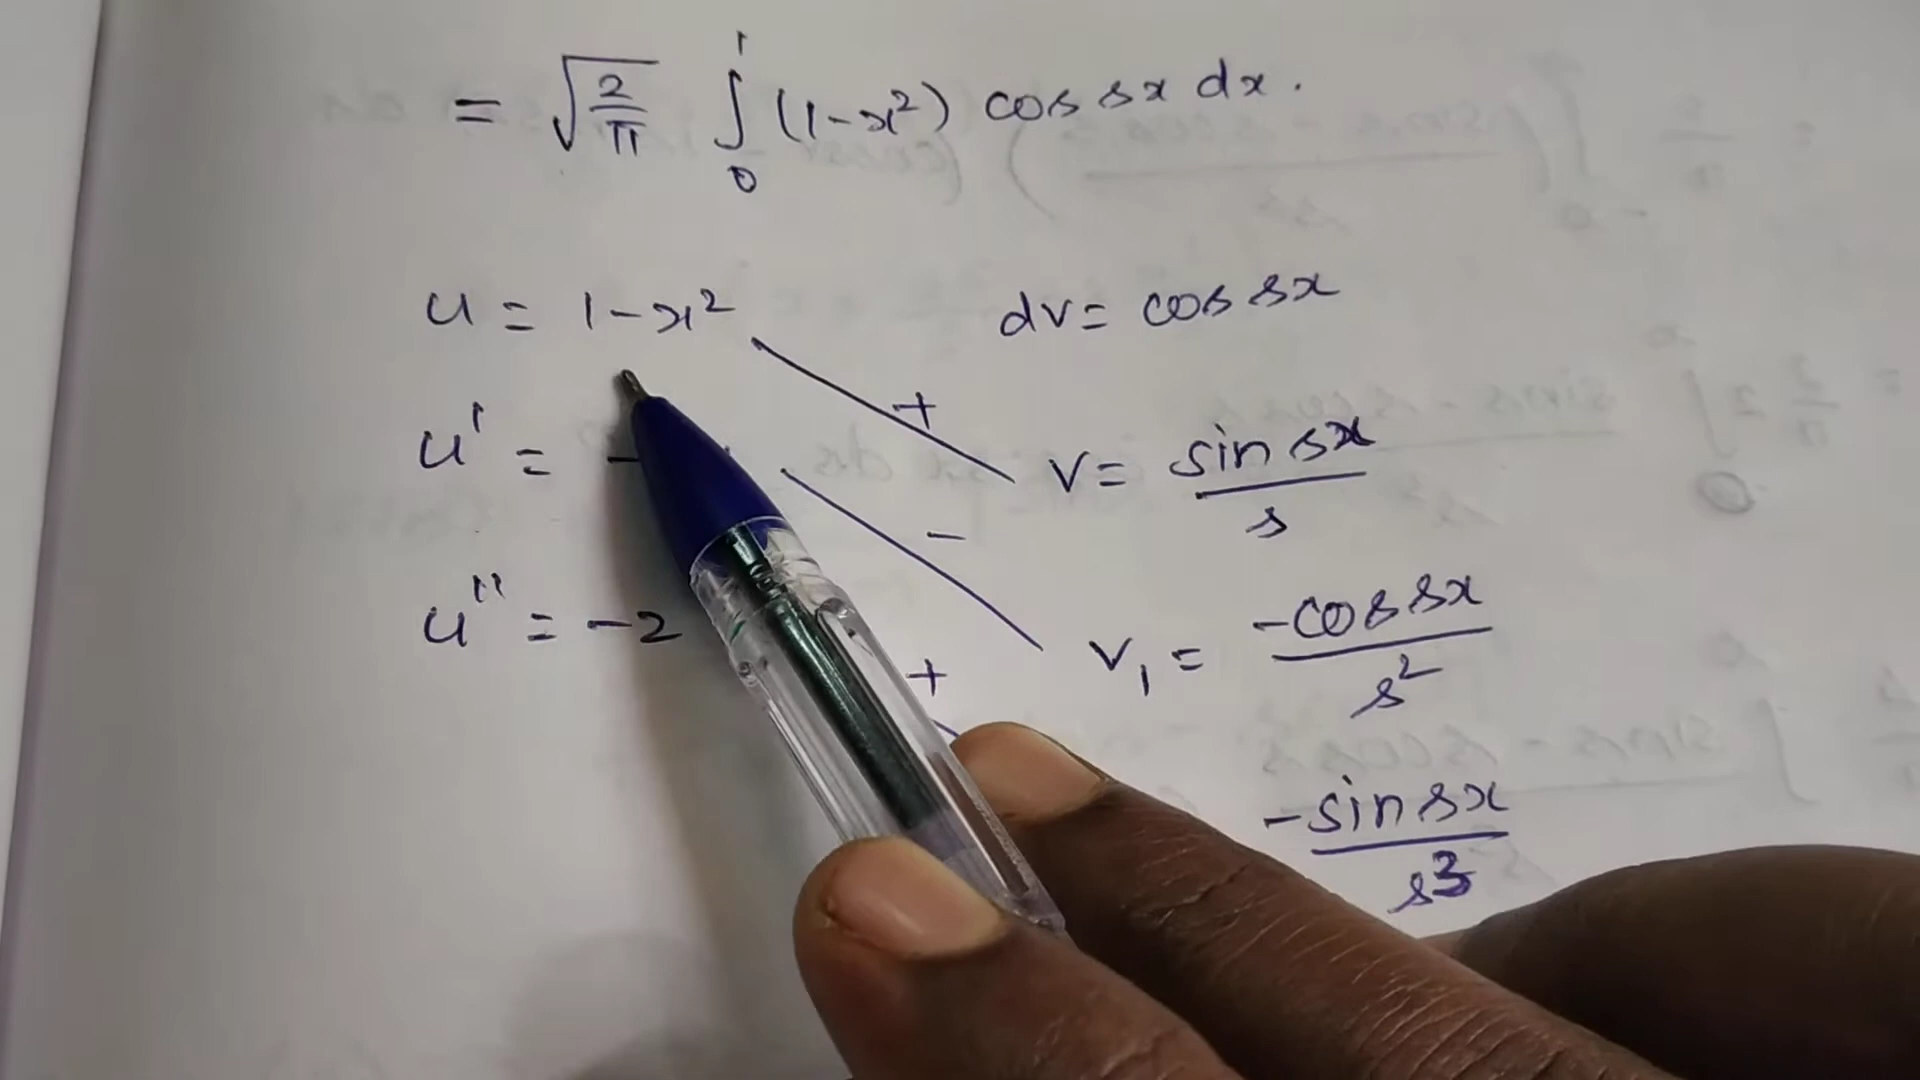 = √(2/π) ∫₀¹ (1-x²) cos sx dx.
u = 1-x² dv = cos sx
+
u' = - v = sin sx / s
-
u'' = -2 v₁ = -cos sx / s²
+
-sin sx / s³